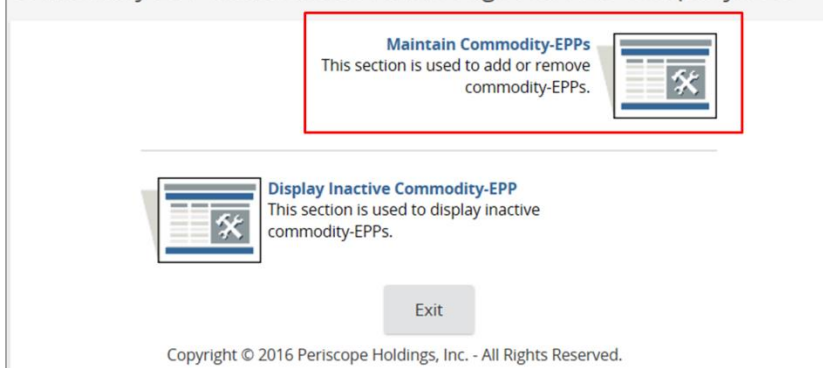 Maintain Commodity-EPPs
This section is used to add or remove
commodity-EPPs.
Display Inactive Commodity-EPP
This section is used to display inactive
commodity-EPPs.
Exit
Copyright © 2016 Periscope Holdings, Inc. - All Rights Reserved.